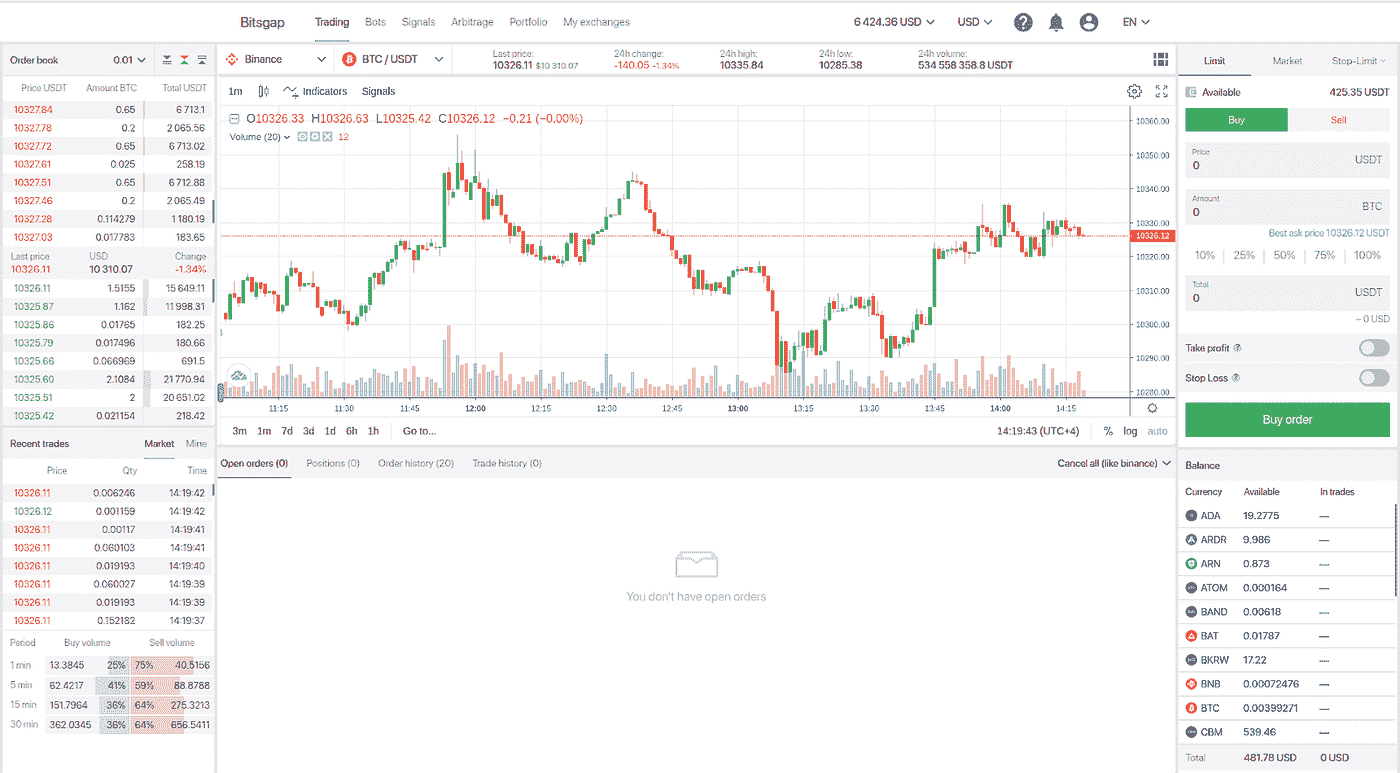 Bitsgap Trading Bots Signals Arbitrage Portfolio My exchanges 6 424.36 USD USD EN
Order book 0.01
Price USDT Amount BTC Total USDT
10327.84 0.65 6 713.1
10327.78 0.2 2 065.56
10327.72 0.65 6 713.02
10327.61 0.025 258.19
10327.51 0.65 6 712.88
10327.46 0.2 2 065.49
10327.28 0.114279 1 180.19
10327.03 0.017783 183.65
Last price USD Change
10326.11 10 310.07 -1.34%
10326.11 1.5155 15 649.11
10325.87 1.162 11 998.31
10325.86 0.01765 182.25
10325.79 0.017496 180.66
10325.66 0.066969 691.5
10325.60 2.1084 21 770.94
10325.51 2 20 651.02
10325.42 0.021154 218.42
Recent trades Market Mine
Price Qty Time
10326.11 0.006246 14:19:42
10326.12 0.001159 14:19:42
10326.11 0.00117 14:19:41
10326.11 0.060103 14:19:41
10326.11 0.019193 14:19:40
10326.11 0.060027 14:19:39
10326.11 0.019193 14:19:39
10326.11 0.152182 14:19:37
Period Buy volume Sell volume
1 min 13.3845 25% 75% 40.5156
5 min 62.4217 41% 59% 88.8788
15 min 151.7964 36% 64% 275.3213
30 min 362.0345 36% 64% 656.5411
Binance BTC / USDT
Last price: 24h change: 24h high: 24h low: 24h volume:
10326.11 $10 310.07 -140.05 -1.34% 10335.84 10285.38 534 558 358.8 USDT
1m Indicators Signals
O10326.33 H10326.63 L10325.42 C10326.12 −0.21 (−0.00%)
Volume (20) 12
10360.00
10350.00
10340.00
10330.00
10326.12
10320.00
10310.00
10300.00
10290.00
10280.00
11:15 11:30 11:45 12:00 12:15 12:30 12:45 13:00 13:15 13:30 13:45 14:00 14:15
3m 1m 7d 3d 1d 6h 1h Go to... 14:19:43 (UTC+4) % log auto
Open orders (0) Positions (0) Order history (20) Trade history (0) Cancel all (like binance)
You don't have open orders
Limit Market Stop-Limit
Available 425.35 USDT
Buy Sell
Price
0 USDT
Amount
0 BTC
Best ask price 10326.12 USDT
10% 25% 50% 75% 100%
Total
0 USDT
~ 0 USD
Take profit
Stop Loss
Buy order
Balance
Currency Available In trades
ADA 19.2775 —
ARDR 9.986 —
ARN 0.873 —
ATOM 0.000164 —
BAND 0.00618 —
BAT 0.01787 —
BKRW 17.22 —
BNB 0.00072476 —
BTC 0.00399271 —
CBM 539.46 —
Total 481.78 USD 0 USD